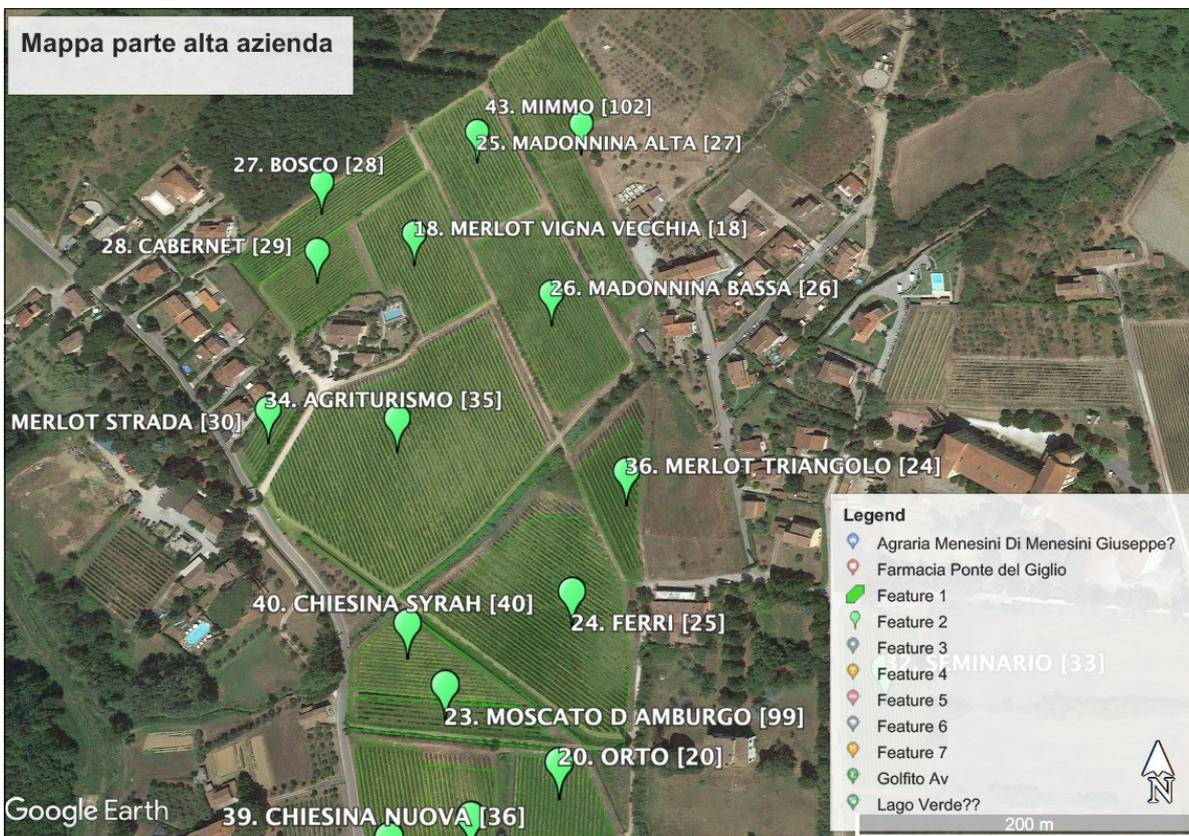 Mappa parte alta azienda
43. MIMMO [102]
25. MADONNINA ALTA [27]
27. BOSCO [28]
18. MERLOT VIGNA VECCHIA [18]
28. CABERNET [29]
26. MADONNINA BASSA [26]
34. AGRITURISMO [35]
MERLOT STRADA [30]
36. MERLOT TRIANGOLO [24]
40. CHIESINA SYRAH [40]
24. FERRI [25]
23. MOSCATO D AMBURGO [99]
20. ORTO [20]
39. CHIESINA NUOVA [36]
Legend
Agraria Menesini Di Menesini Giuseppe?
Farmacia Ponte del Giglio
Feature 1
Feature 2
Feature 3
32. SEMINARIO [33]
Feature 4
Feature 5
Feature 6
Feature 7
Golfito Av
Lago Verde??
N
200 m
Google Earth